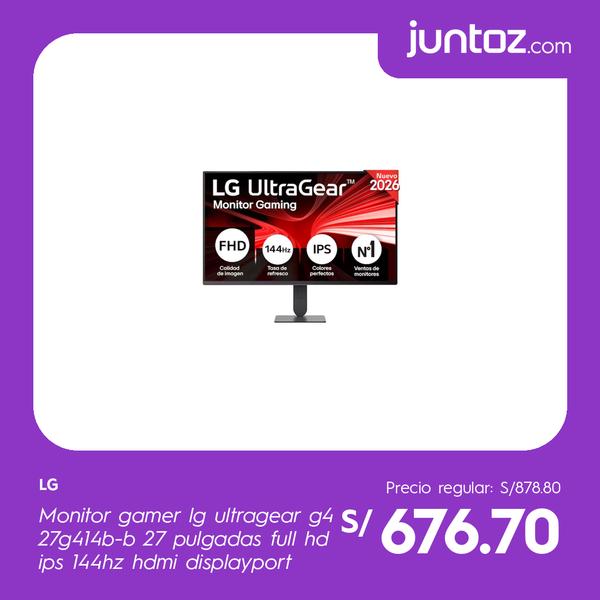 juntoz.com
LG UltraGear™
Monitor Gaming
Nuevo
2026
FHD
Calidad
de imagen
144Hz
Tasa de
refresco
IPS
Colores
perfectos
Nº1
Ventas de
monitores
LG
Monitor gamer lg ultragear g4
27g414b-b 27 pulgadas full hd
ips 144hz hdmi displayport
Precio regular: S/878.80
S/ 676.70